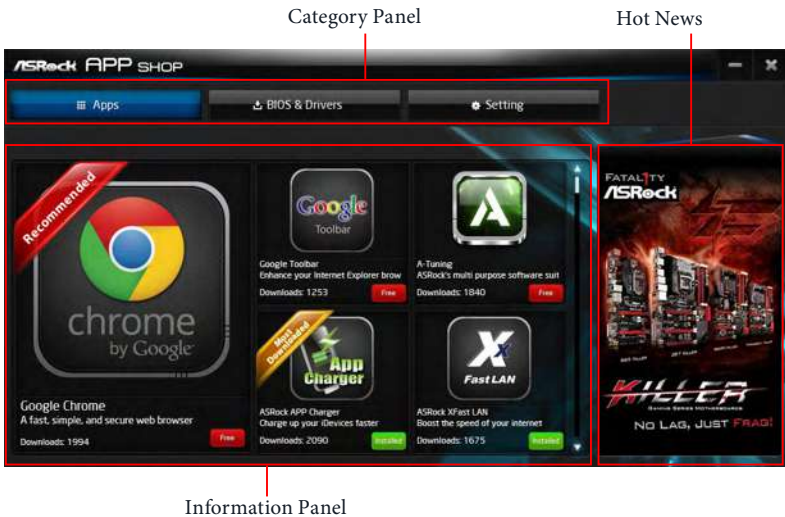 Category Panel
Hot News
ASRock APP SHOP
Apps
BIOS & Drivers
Setting
Recommended
chrome
by Google
Google Chrome
A fast, simple, and secure web browser
Downloads: 1994
Free
Google
Toolbar
Google Toolbar
Enhance your Internet Explorer brow
Downloads: 1253
Free
A-Tuning
ASRock's multi purpose software suit
Downloads: 1840
Free
Most
Downloaded
App
Charger
ASRock APP Charger
Charge up your iDevices faster
Downloads: 2090
Installed
X
Fast LAN
ASRock XFast LAN
Boost the speed of your internet
Downloads: 1675
Installed
FATAL1TY
ASRock
KILLER
GAMING SERIES MOTHERBOARDS
NO LAG, JUST FRAG!
Information Panel